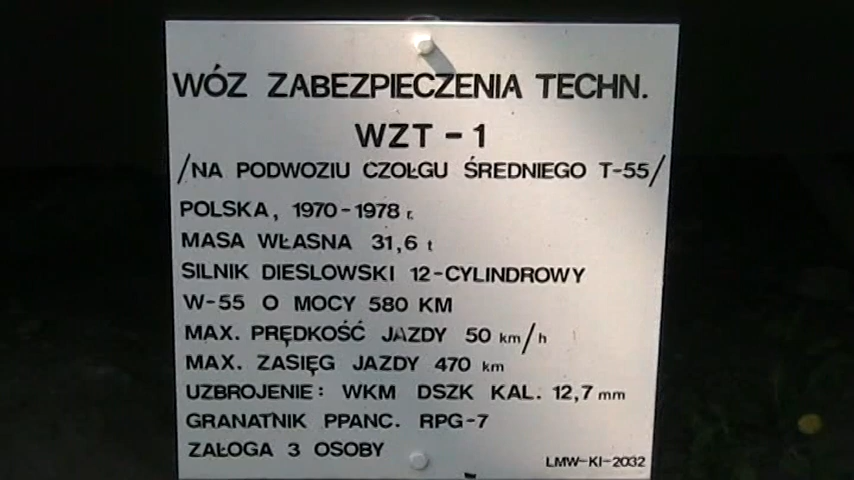 WÓZ ZABEZPIECZENIA TECHN.
WZT - 1
/NA PODWOZIU CZOŁGU ŚREDNIEGO T-55/
POLSKA, 1970-1978 r.
MASA WŁASNA 31,6 t
SILNIK DIESLOWSKI 12-CYLINDROWY
W-55 O MOCY 580 KM
MAX. PRĘDKOŚĆ JAZDY 50 km/h
MAX. ZASIĘG JAZDY 470 km
UZBROJENIE: WKM DSZK KAL. 12,7 mm
GRANATNIK PPANC. RPG-7
ZAŁOGA 3 OSOBY
LMW-KI-2032